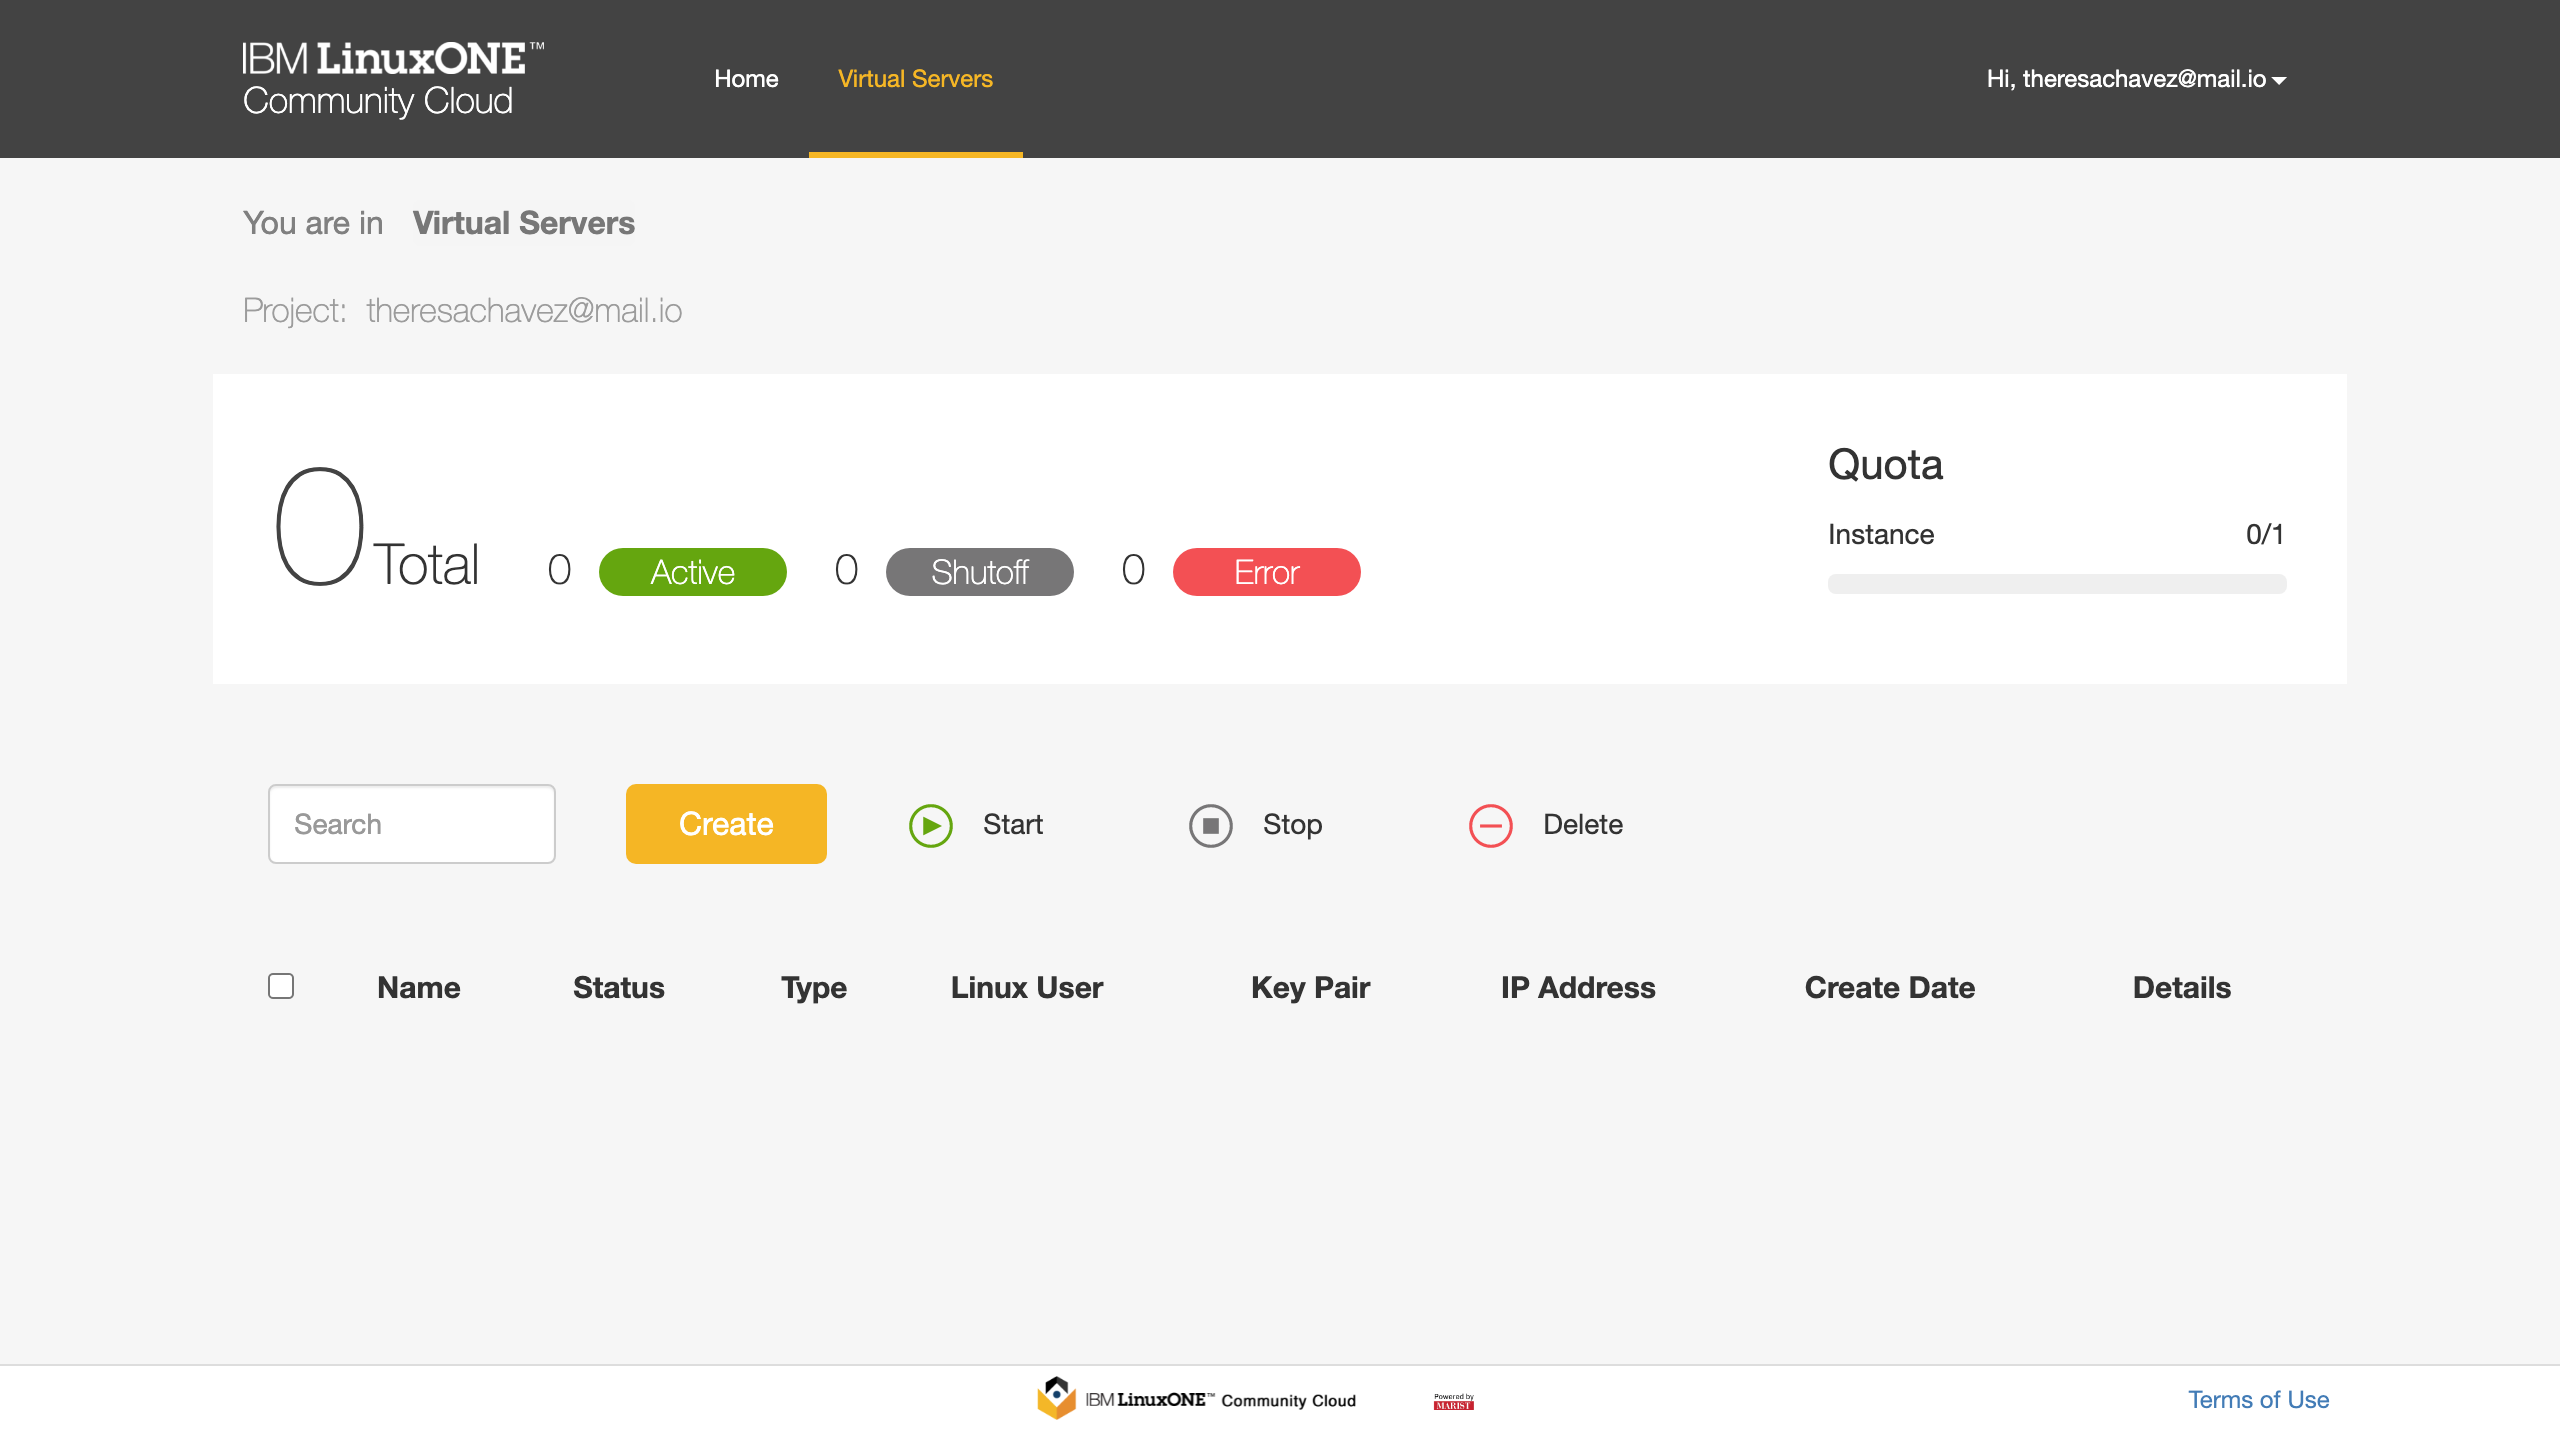 IBM LinuxONE™
Community Cloud
Home
Virtual Servers
Hi, theresachavez@mail.io
You are in Virtual Servers
Project: theresachavez@mail.io
0 Total
0 Active
0 Shutoff
0 Error
Quota
Instance 0/1
Search
Create
Start
Stop
Delete
Name Status Type Linux User Key Pair IP Address Create Date Details
IBM LinuxONE™ Community Cloud
Powered by
MARIST
Terms of Use